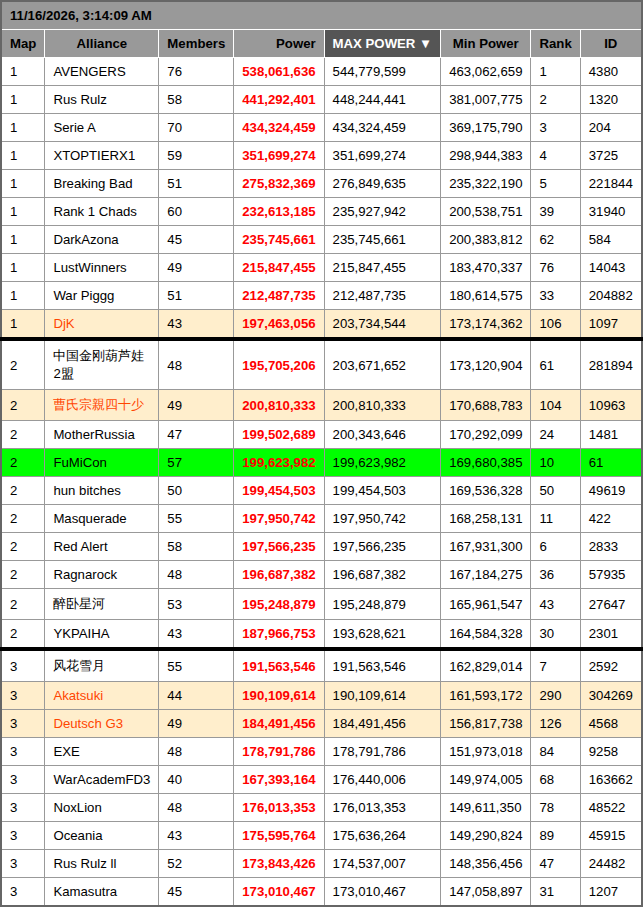 11/16/2026, 3:14:09 AM
Map Alliance Members Power MAX POWER ▼ Min Power Rank ID
1 AVENGERS 76 538,061,636 544,779,599 463,062,659 1 4380
1 Rus Rulz 58 441,292,401 448,244,441 381,007,775 2 1320
1 Serie A 70 434,324,459 434,324,459 369,175,790 3 204
1 XTOPTIERX1 59 351,699,274 351,699,274 298,944,383 4 3725
1 Breaking Bad 51 275,832,369 276,849,635 235,322,190 5 221844
1 Rank 1 Chads 60 232,613,185 235,927,942 200,538,751 39 31940
1 DarkAzona 45 235,745,661 235,745,661 200,383,812 62 584
1 LustWinners 49 215,847,455 215,847,455 183,470,337 76 14043
1 War Piggg 51 212,487,735 212,487,735 180,614,575 33 204882
1 DjK 43 197,463,056 203,734,544 173,174,362 106 1097
2 中国金刚葫芦娃
2盟 48 195,705,206 203,671,652 173,120,904 61 281894
2 曹氏宗親四十少 49 200,810,333 200,810,333 170,688,783 104 10963
2 MotherRussia 47 199,502,689 200,343,646 170,292,099 24 1481
2 FuMiCon 57 199,623,982 199,623,982 169,680,385 10 61
2 hun bitches 50 199,454,503 199,454,503 169,536,328 50 49619
2 Masquerade 55 197,950,742 197,950,742 168,258,131 11 422
2 Red Alert 58 197,566,235 197,566,235 167,931,300 6 2833
2 Ragnarock 48 196,687,382 196,687,382 167,184,275 36 57935
2 醉卧星河 53 195,248,879 195,248,879 165,961,547 43 27647
2 YKPAIHA 43 187,966,753 193,628,621 164,584,328 30 2301
3 风花雪月 55 191,563,546 191,563,546 162,829,014 7 2592
3 Akatsuki 44 190,109,614 190,109,614 161,593,172 290 304269
3 Deutsch G3 49 184,491,456 184,491,456 156,817,738 126 4568
3 EXE 48 178,791,786 178,791,786 151,973,018 84 9258
3 WarAcademFD3 40 167,393,164 176,440,006 149,974,005 68 163662
3 NoxLion 48 176,013,353 176,013,353 149,611,350 78 48522
3 Oceania 43 175,595,764 175,636,264 149,290,824 89 45915
3 Rus Rulz ll 52 173,843,426 174,537,007 148,356,456 47 24482
3 Kamasutra 45 173,010,467 173,010,467 147,058,897 31 1207